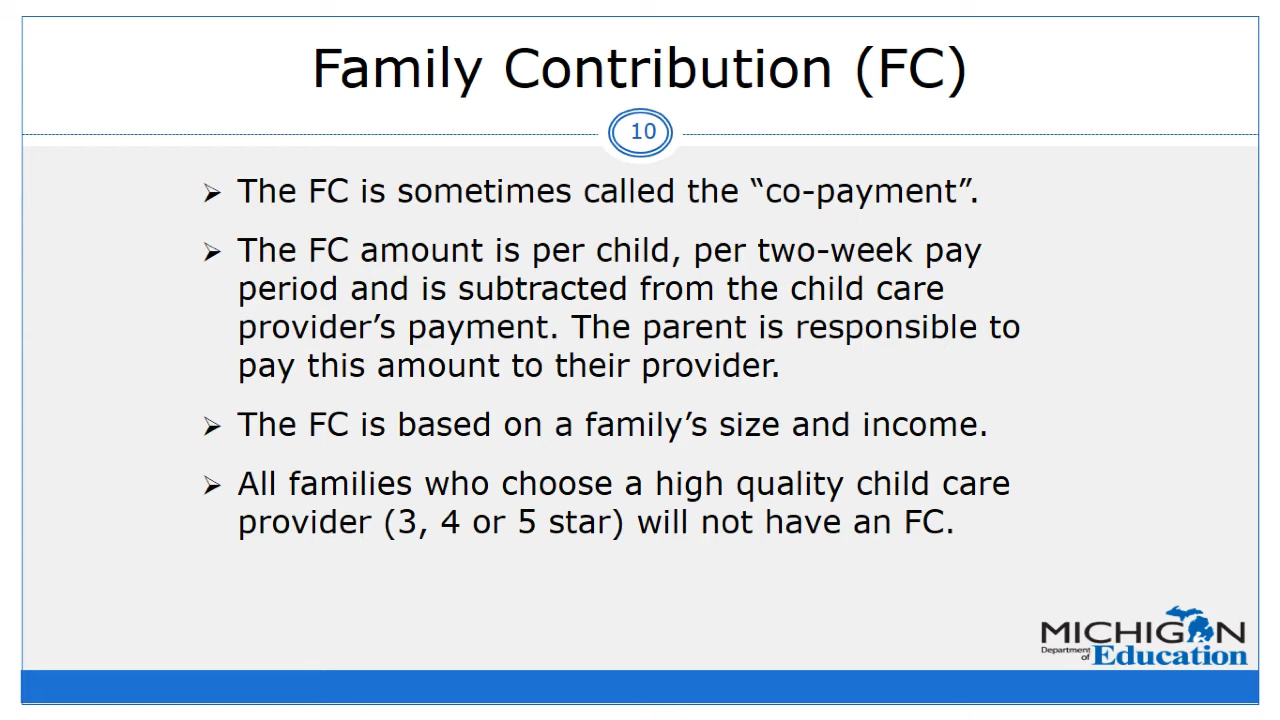 Family Contribution (FC)
10
➢ The FC is sometimes called the “co-payment”.
➢ The FC amount is per child, per two-week pay
period and is subtracted from the child care
provider’s payment. The parent is responsible to
pay this amount to their provider.
➢ The FC is based on a family’s size and income.
➢ All families who choose a high quality child care
provider (3, 4 or 5 star) will not have an FC.
MICHIGAN
Department
of Education